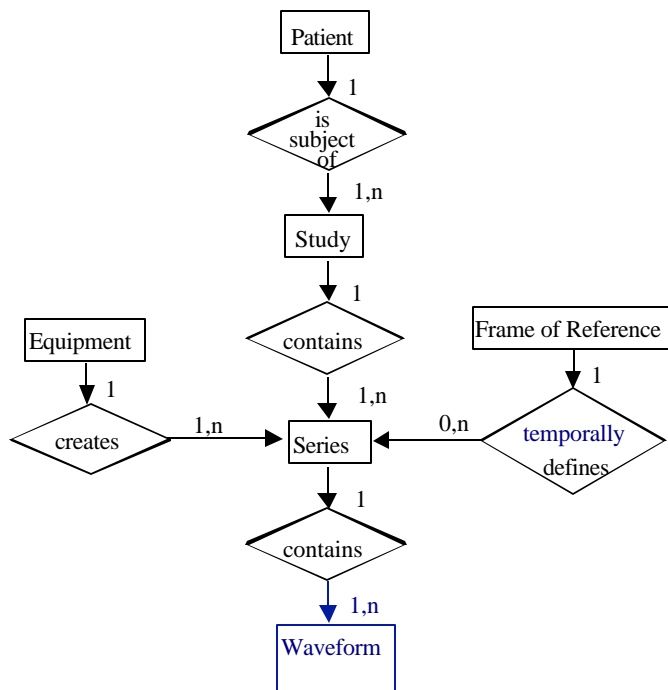 Patient
1
is
subject
of
1,n
Study
1
contains
1,n
Equipment
1
creates
1,n
Frame of Reference
1
temporally
defines
0,n
Series
1
contains
1,n
Waveform